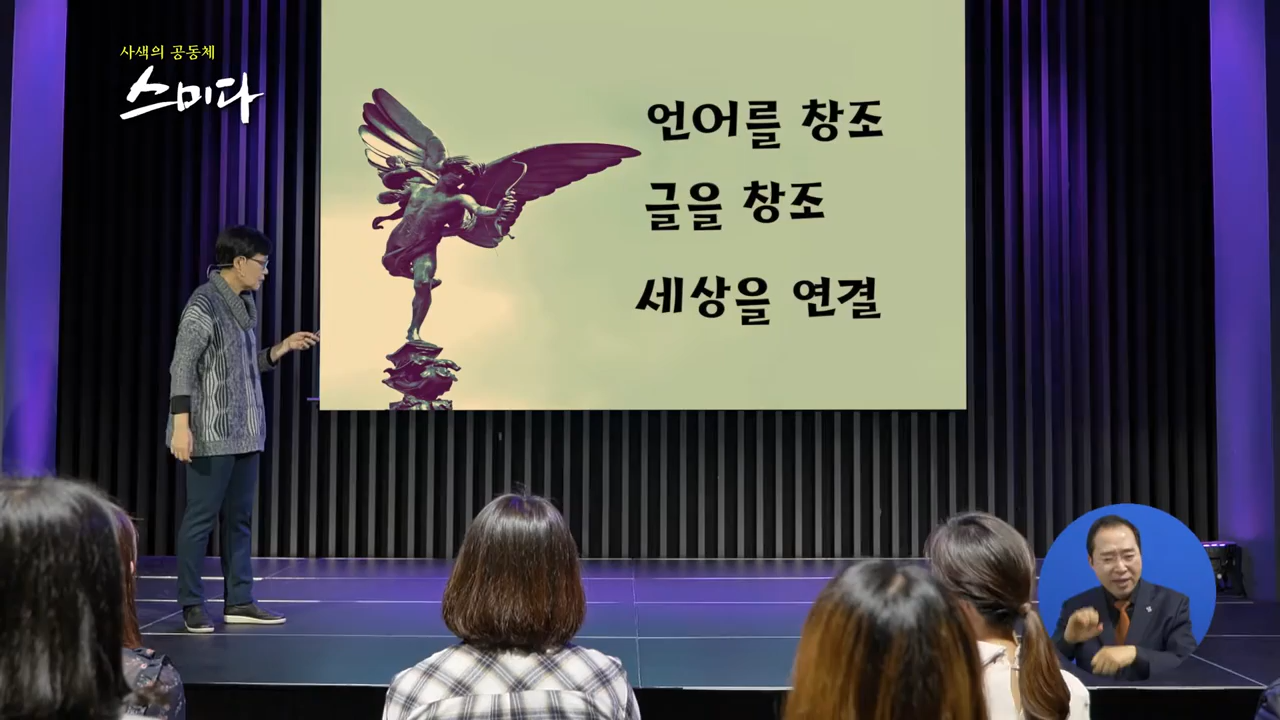 사색의 공동체
스미다
언어를 창조
글을 창조
세상을 연결